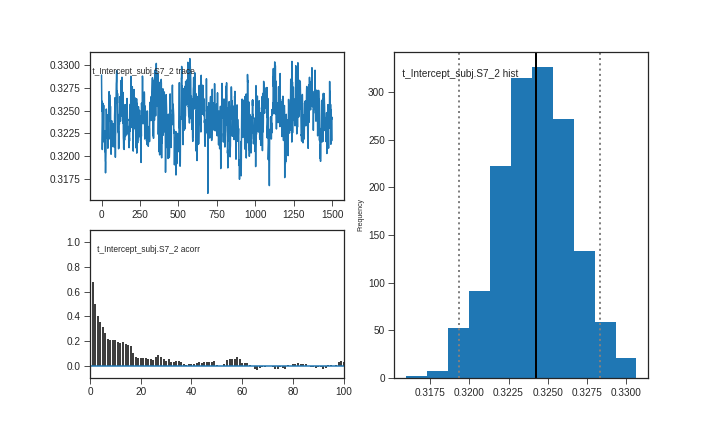 0.3300
0.3275
0.3250
0.3225
0.3200
0.3175
t_Intercept_subj.S7_2 trace
0 250 500 750 1000 1250 1500
1.0
0.8
0.6
0.4
0.2
0.0
t_Intercept_subj.S7_2 acorr
0 20 40 60 80 100
Frequency
300
250
200
150
100
50
0
t_Intercept_subj.S7_2 hist
0.3175 0.3200 0.3225 0.3250 0.3275 0.3300